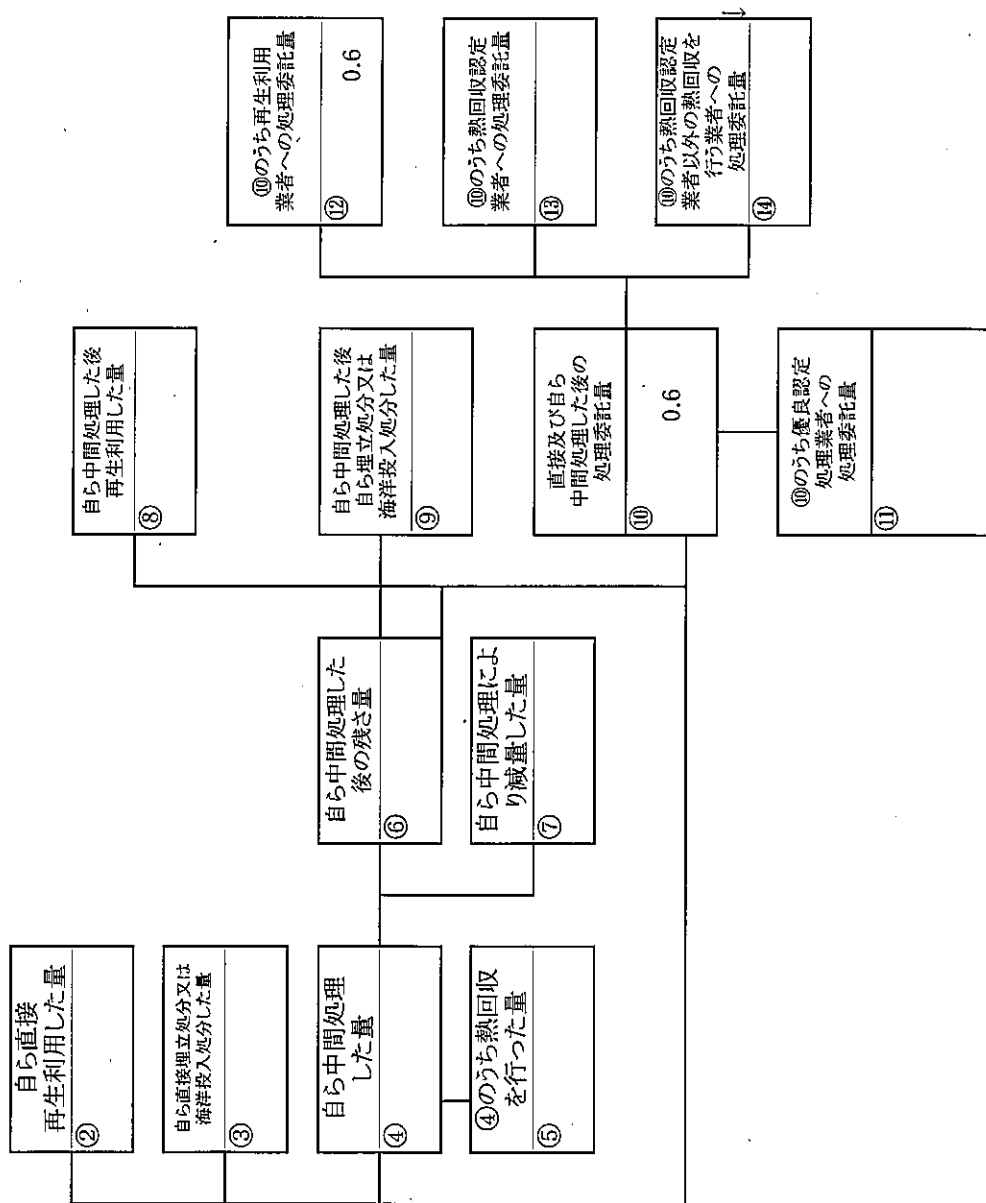 自ら直接
再生利用した量
②
自ら直接埋立処分又は
海洋投入処分した量
③
自ら中間処理
した量
④
④のうち熱回収
を行った量
⑤
自ら中間処理した
後の残さ量
⑥
自ら中間処理によ
り減量した量
⑦
自ら中間処理した後
再生利用した量
⑧
自ら中間処理した後
自ら埋立処分又は
海洋投入処分した量
⑨
直接及び自ら
中間処理した後の
処理委託量
⑩
0.6
⑩のうち優良認定
処理業者への
処理委託量
⑪
⑩のうち再生利用
業者への処理委託量
⑫
0.6
⑩のうち熱回収認定
業者への処理委託量
⑬
⑩のうち熱回収認定
業者以外の熱回収を
行う業者への
処理委託量
⑭